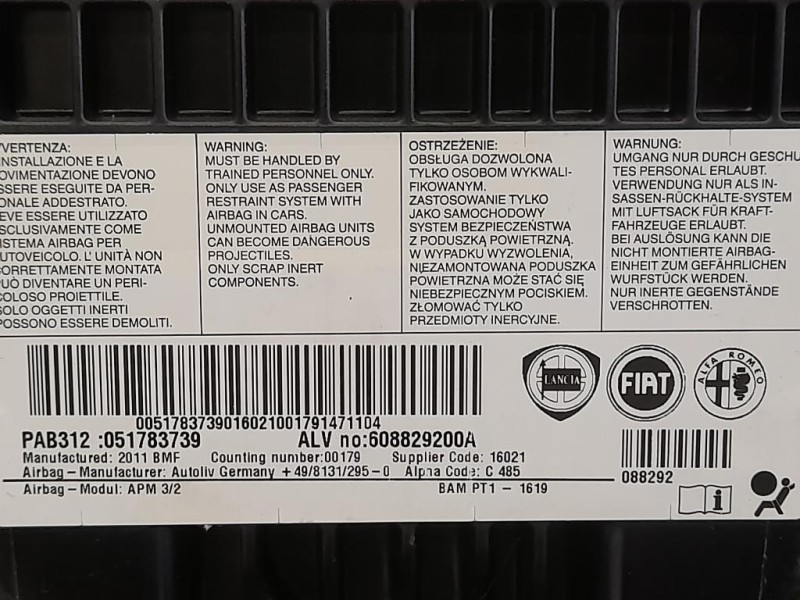 VVERTENZA:
INSTALLAZIONE E LA
OVIMENTAZIONE DEVONO
SSERE ESEGUITE DA PER-
ONALE ADDESTRATO.
EVE ESSERE UTILIZZATO
SCLUSIVAMENTE COME
ISTEMA AIRBAG PER
AUTOVEICOLO. L' UNITÀ NON
CORRETTAMENTE MONTATA
PUÒ DIVENTARE UN PERI-
COLOSO PROIETTILE.
SOLO OGGETTI INERTI
POSSONO ESSERE DEMOLITI.
WARNING:
MUST BE HANDLED BY
TRAINED PERSONNEL ONLY.
ONLY USE AS PASSENGER
RESTRAINT SYSTEM WITH
AIRBAG IN CARS.
UNMOUNTED AIRBAG UNITS
CAN BECOME DANGEROUS
PROJECTILES.
ONLY SCRAP INERT
COMPONENTS.
OSTRZEŻENIE:
OBSŁUGA DOZWOLONA
TYLKO OSOBOM WYKWALI-
FIKOWANYM.
ZASTOSOWANIE TYLKO
JAKO SAMOCHODOWY
SYSTEM BEZPIECZEŃSTWA
Z PODUSZKĄ POWIETRZNĄ.
W WYPADKU WYZWOLENIA,
NIEZAMONTOWANA PODUSZKA
POWIETRZNA MOŻE STAĆ SIĘ
NIEBEZPIECZNYM POCISKIEM.
ZŁOMOWAĆ TYLKO
PRZEDMIOTY INERCYJNE.
WARNUNG:
UMGANG NUR DURCH GESCHU
TES PERSONAL ERLAUBT.
VERWENDUNG NUR ALS IN-
SASSEN-RÜCKHALTE-SYSTEM
MIT LUFTSACK FÜR KRAFT-
FAHRZEUGE ERLAUBT.
BEI AUSLÖSUNG KANN DIE
NICHT MONTIERTE AIRBAG-
EINHEIT ZUM GEFÄHRLICHEN
WURFSTÜCK WERDEN.
NUR INERTE GEGENSTÄNDE
VERSCHROTTEN.
00517837390160210017914 71104
PAB312 :051783739 ALV no:608829200A
Manufactured: 2011 BMF Counting number:00179 Supplier Code: 16021
Airbag - Manufacturer: Autoliv Germany +49/8131/295-0 Alpha Code: C 485
Airbag - Modul: APM 3/2 BAM PT1 - 1619
LANCIA
FIAT
ALFA ROMEO
088292
i